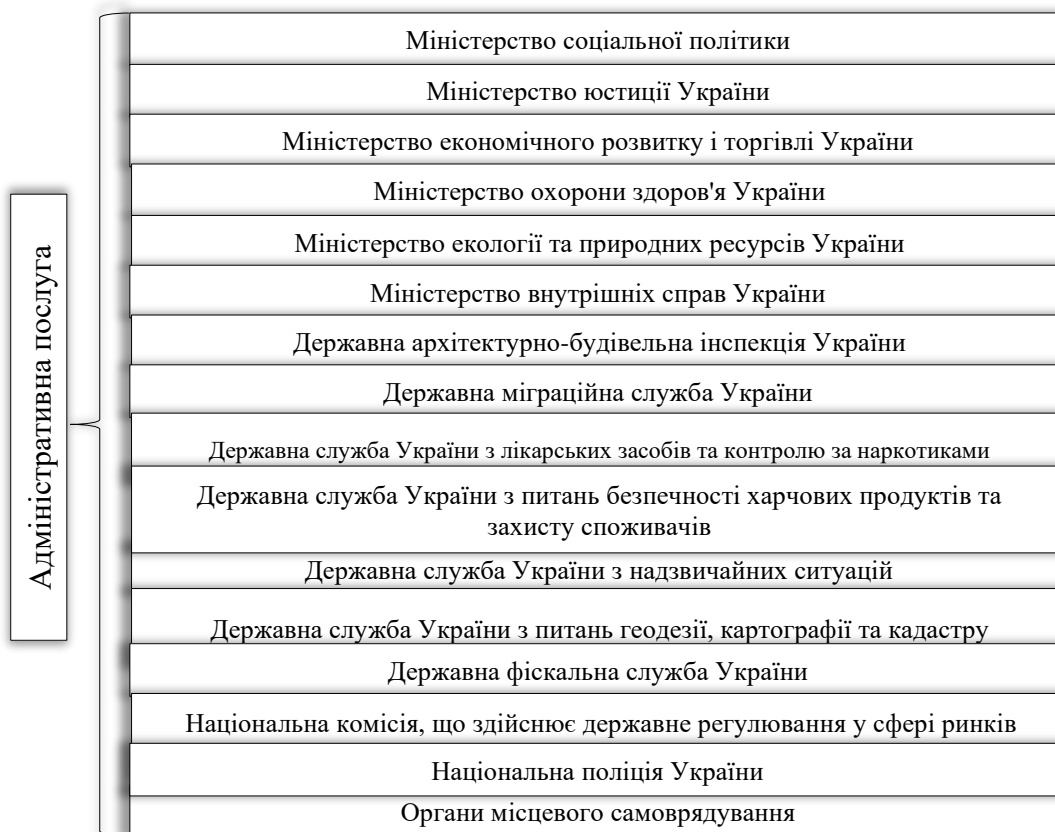 Адміністративна послуга
Міністерство соціальної політики
Міністерство юстиції України
Міністерство економічного розвитку і торгівлі України
Міністерство охорони здоров'я України
Міністерство екології та природних ресурсів України
Міністерство внутрішніх справ України
Державна архітектурно-будівельна інспекція України
Державна міграційна служба України
Державна служба України з лікарських засобів та контролю за наркотиками
Державна служба України з питань безпечності харчових продуктів та
захисту споживачів
Державна служба України з надзвичайних ситуацій
Державна служба України з питань геодезії, картографії та кадастру
Державна фіскальна служба України
Національна комісія, що здійснює державне регулювання у сфері ринків
Національна поліція України
Органи місцевого самоврядування